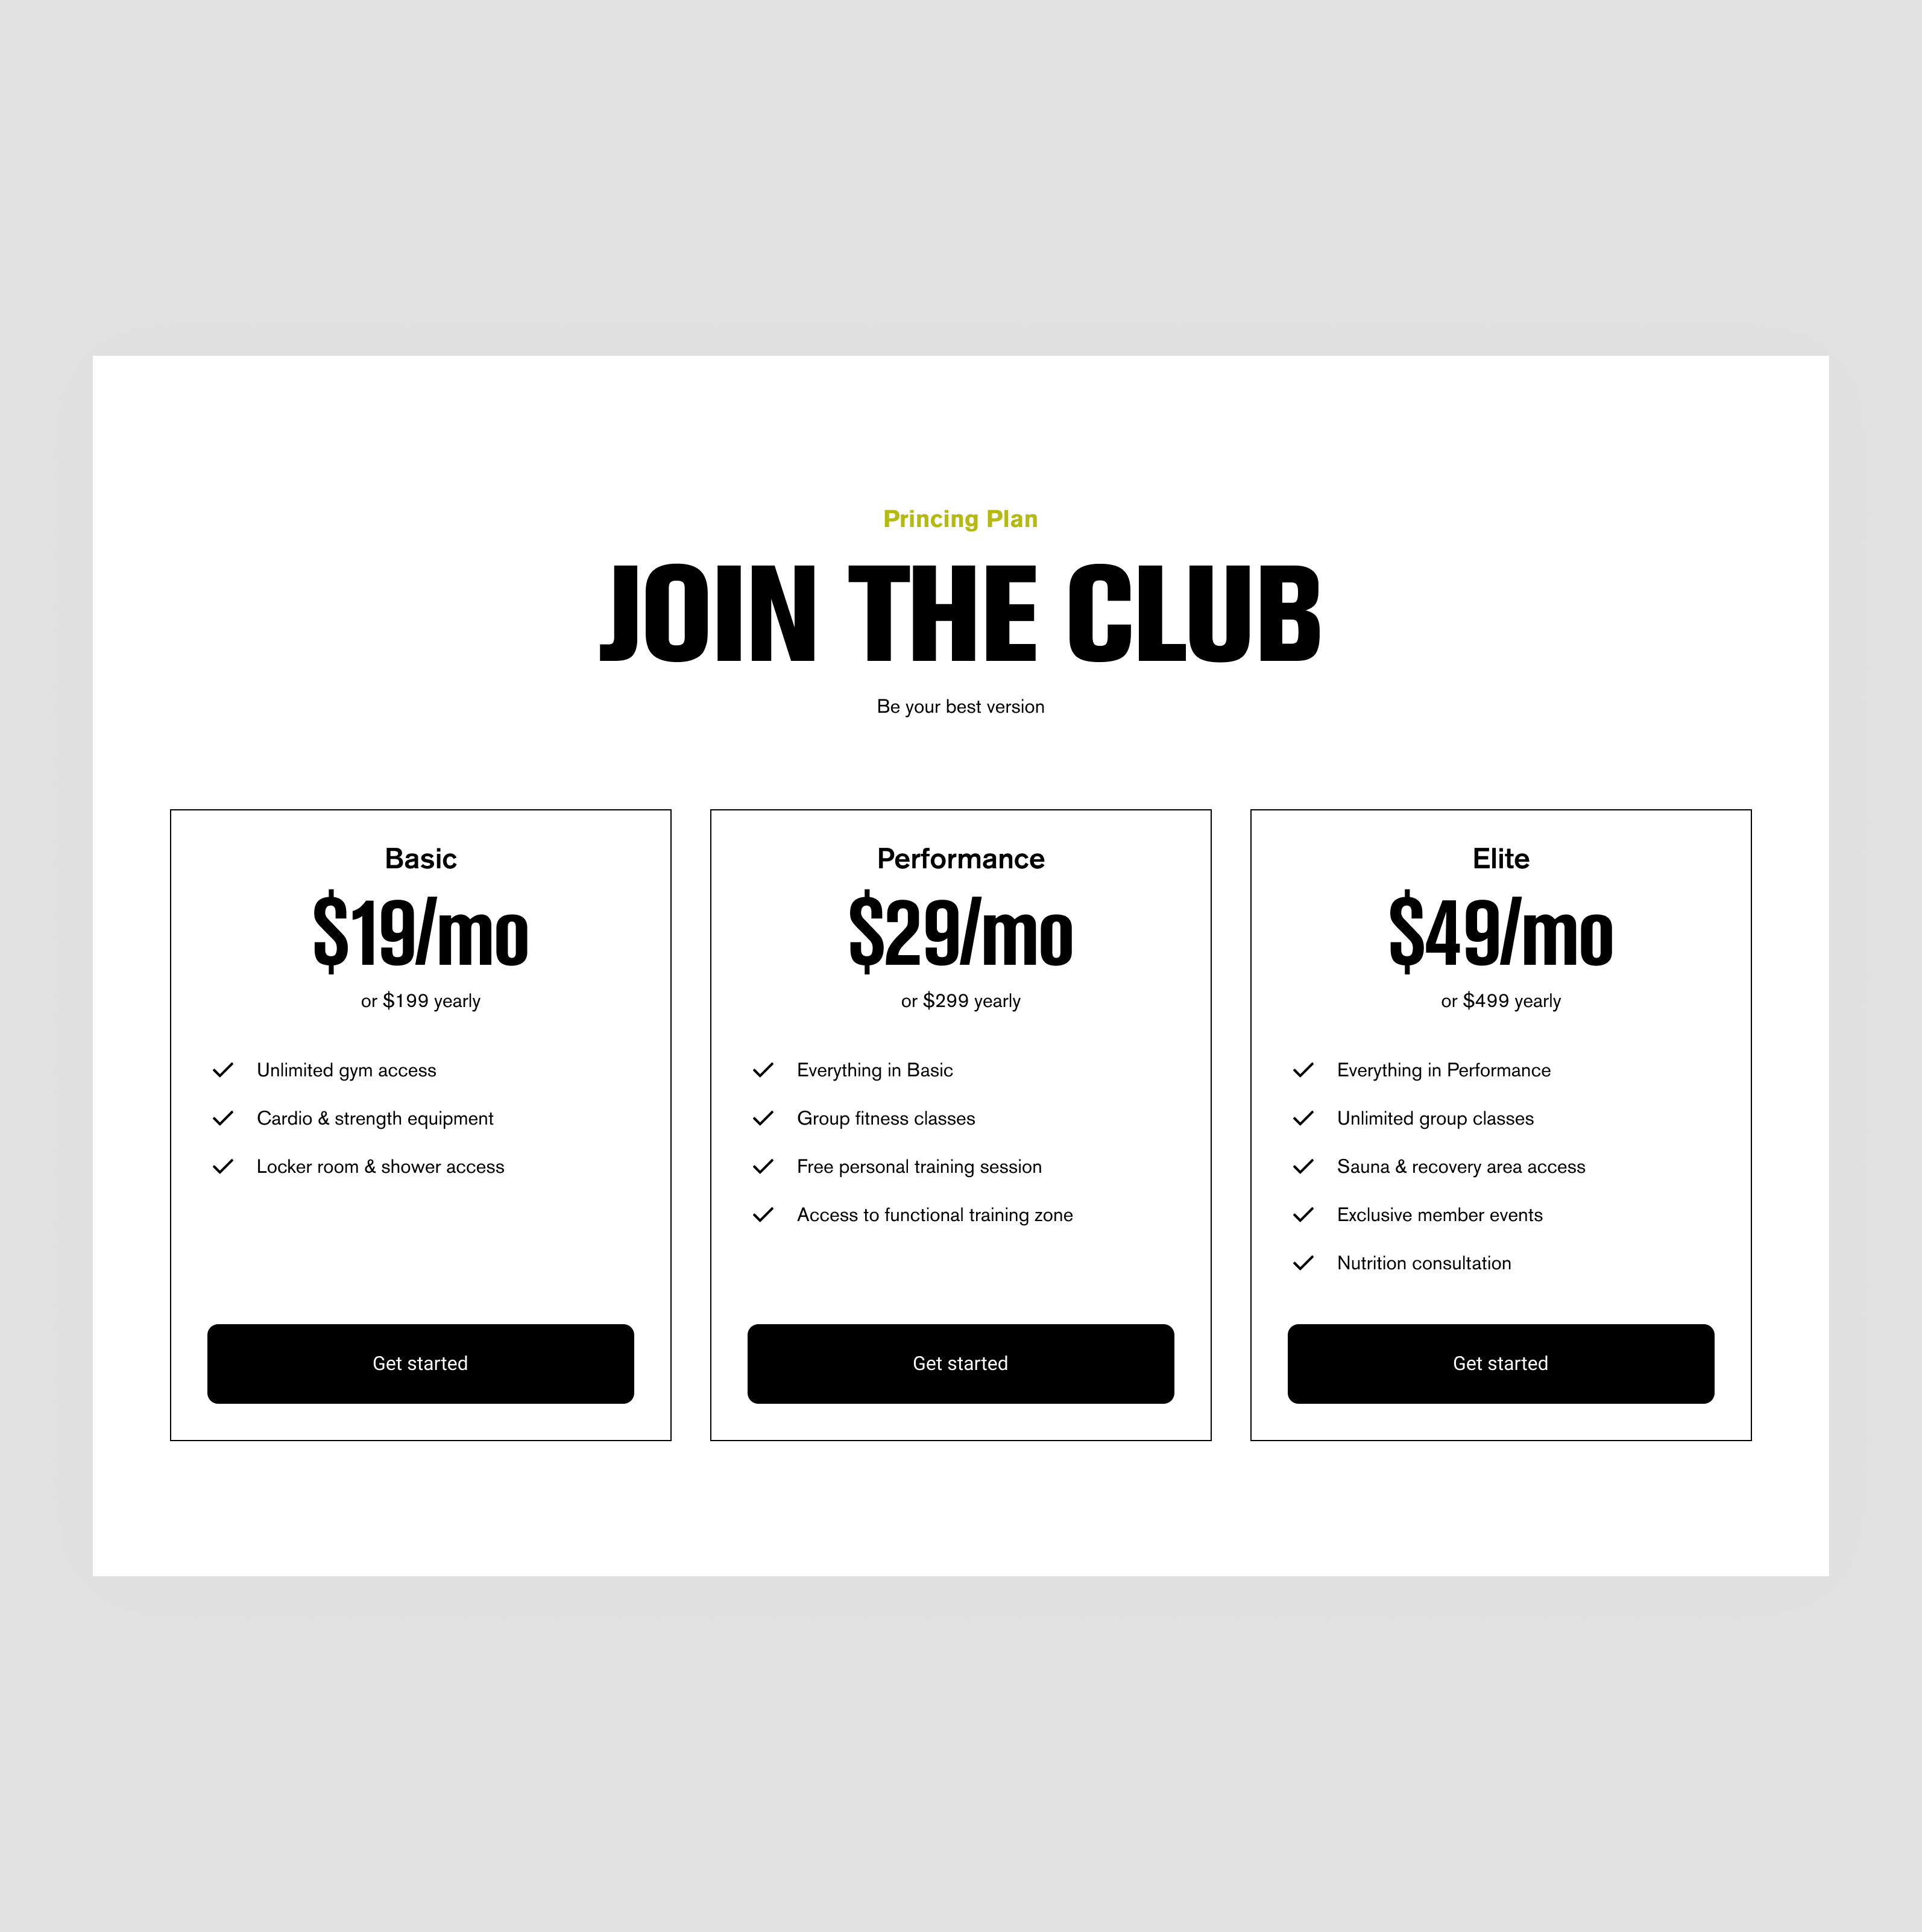 Princing Plan
JOIN THE CLUB
Be your best version
Basic
$19/mo
or $199 yearly
Unlimited gym access
Cardio & strength equipment
Locker room & shower access
Get started
Performance
$29/mo
or $299 yearly
Everything in Basic
Group fitness classes
Free personal training session
Access to functional training zone
Get started
Elite
$49/mo
or $499 yearly
Everything in Performance
Unlimited group classes
Sauna & recovery area access
Exclusive member events
Nutrition consultation
Get started